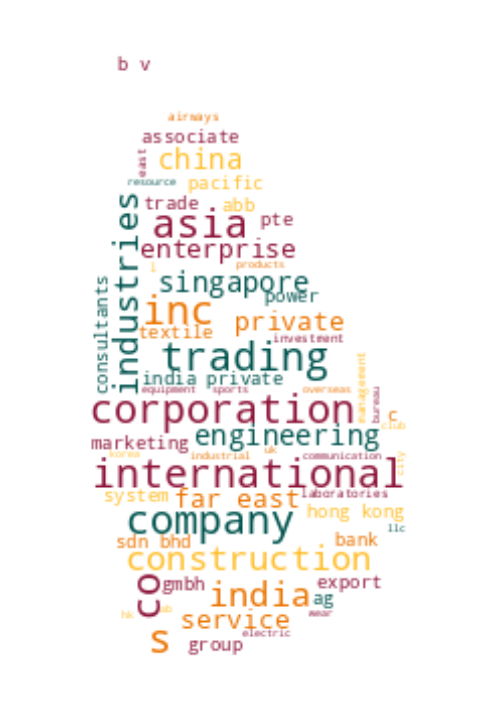 b v
airways
associate
east
china
resource
pacific
industries
trade
abb
asia
pte
enterprise
l
products
consultants
singapore
power
inc
private
textile
investment
trading
india private
management
equipment
sports
overseas
bureau
corporation
c
club
engineering
marketing
uk
korea
industrial
communication
city
international
system
far east
laboratories
hong kong
company
llc
sdn bhd
bank
construction
co
gmbh
export
india
ag
hk
wear
service
electric
s
group